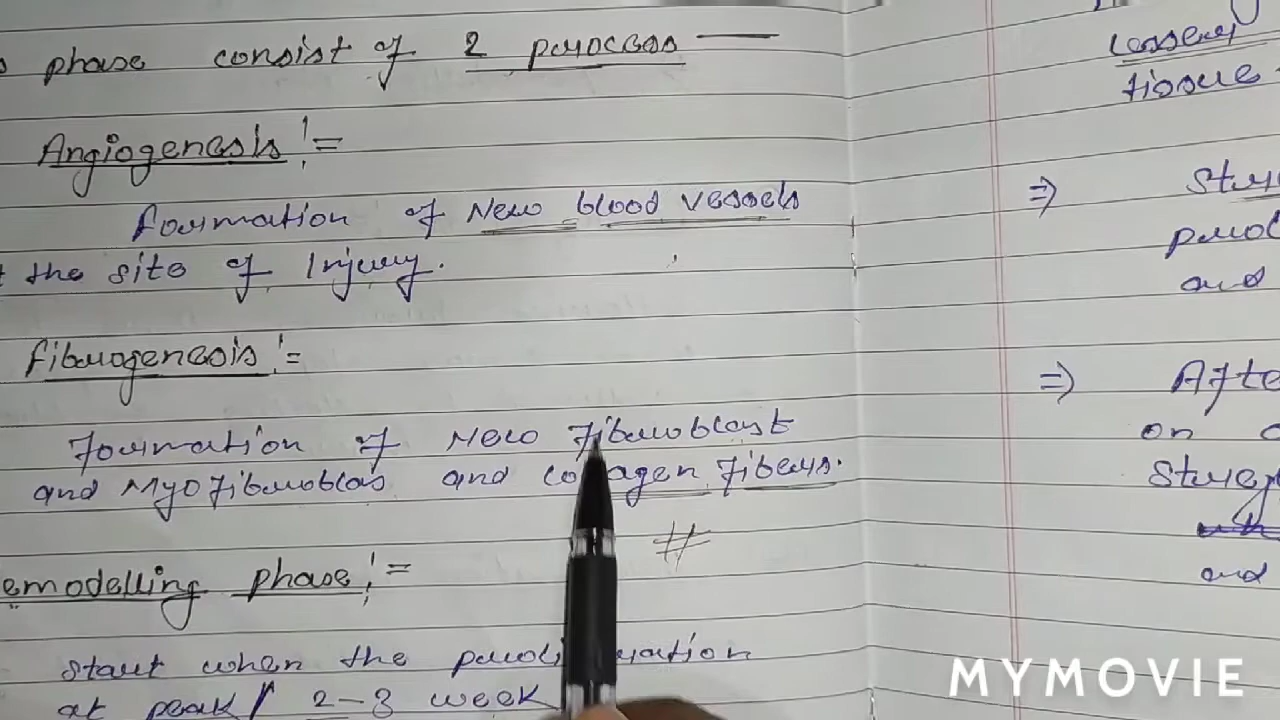 phase consist of 2 process
Angiogenesis :=
formation of New blood vessels
the site of Injury.
fibrogenesis :=
formation of New fibroblast
and Myofibroblas and collagen fibers.
#
emodelling phase :=
start when the
at peak / 2-3 week
tissue
⇒
and
⇒ Afte
on
and
MYMOVIE